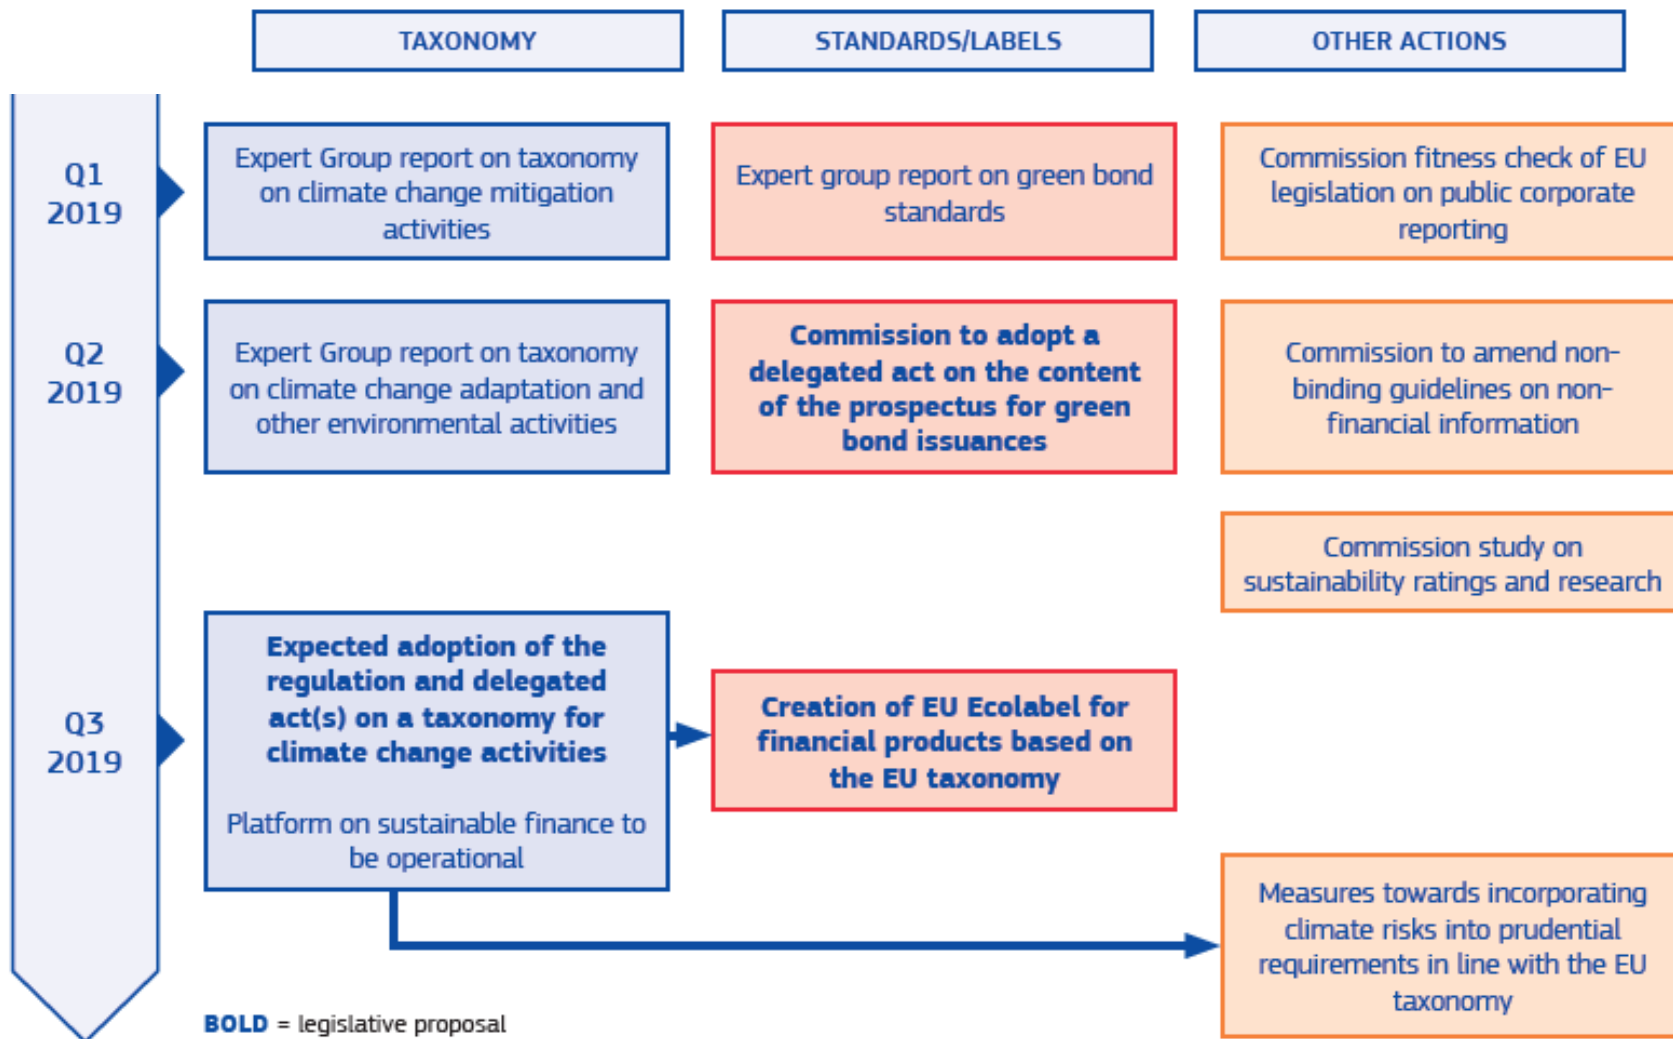 TAXONOMY
STANDARDS/LABELS
OTHER ACTIONS
Q1
2019
Expert Group report on taxonomy
on climate change mitigation
activities
Expert group report on green bond
standards
Commission fitness check of EU
legislation on public corporate
reporting
Q2
2019
Expert Group report on taxonomy
on climate change adaptation and
other environmental activities
Commission to adopt a
delegated act on the content
of the prospectus for green
bond issuances
Commission to amend non-
binding guidelines on non-
financial information
Commission study on
sustainability ratings and research
Q3
2019
Expected adoption of the
regulation and delegated
act(s) on a taxonomy for
climate change activities
Platform on sustainable finance to
be operational
Creation of EU Ecolabel for
financial products based on
the EU taxonomy
Measures towards incorporating
climate risks into prudential
requirements in line with the EU
taxonomy
BOLD = legislative proposal